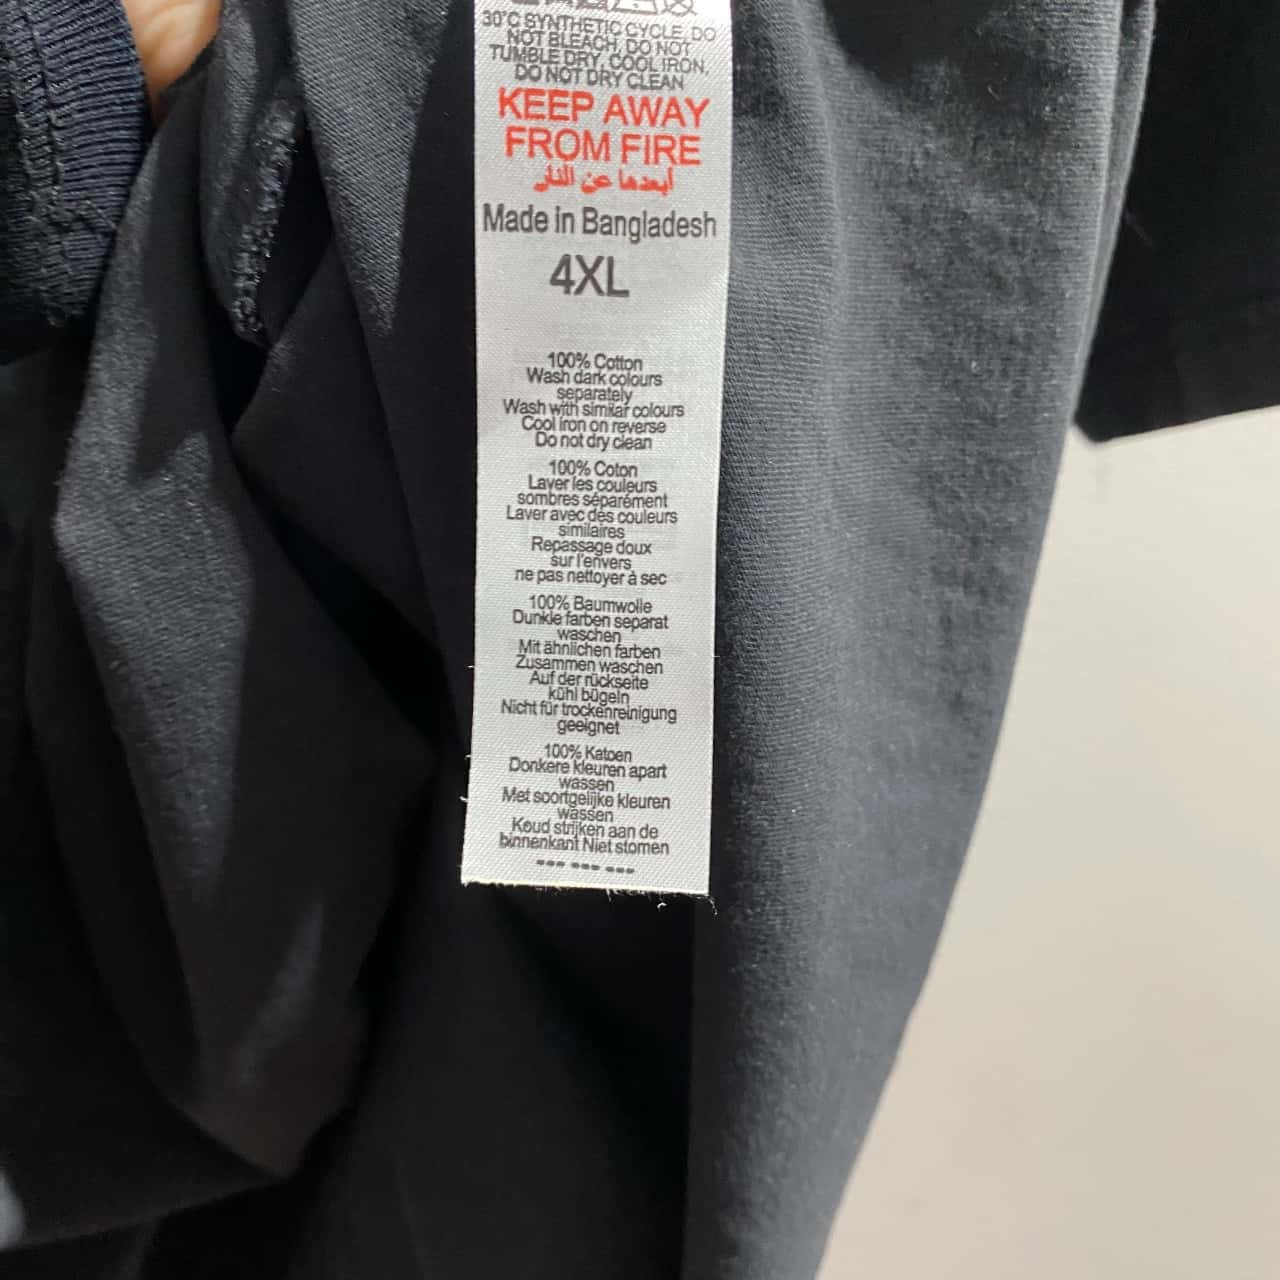 30°C SYNTHETIC CYCLE, DO
NOT BLEACH, DO NOT
TUMBLE DRY, COOL IRON,
DO NOT DRY CLEAN
KEEP AWAY
FROM FIRE
أبعدها عن النار
Made in Bangladesh
4XL
100% Cotton
Wash dark colours
separately
Wash with similar colours
Cool iron on reverse
Do not dry clean
100% Coton
Laver les couleurs
sombres séparément
Laver avec des couleurs
similaires
Repassage doux
sur l'envers
ne pas nettoyer à sec
100% Baumwolle
Dunkle farben separat
waschen
Mit ähnlichen farben
Zusammen waschen
Auf der rückseite
kühl bügeln
Nicht für trockenreinigung
geeignet
100% Katoen
Donkere kleuren apart
wassen
Met soortgelijke kleuren
wassen
Koud strijken aan de
binnenkant Niet stomen
--- --- ---